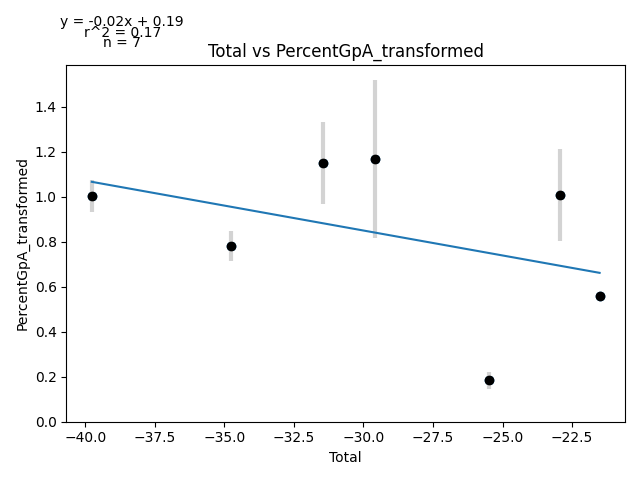 y = -0.02x + 0.19
r^2 = 0.17
n = 7
Total vs PercentGpA_transformed
PercentGpA_transformed
1.4
1.2
1.0
0.8
0.6
0.4
0.2
0.0
−40.0 −37.5 −35.0 −32.5 −30.0 −27.5 −25.0 −22.5
Total